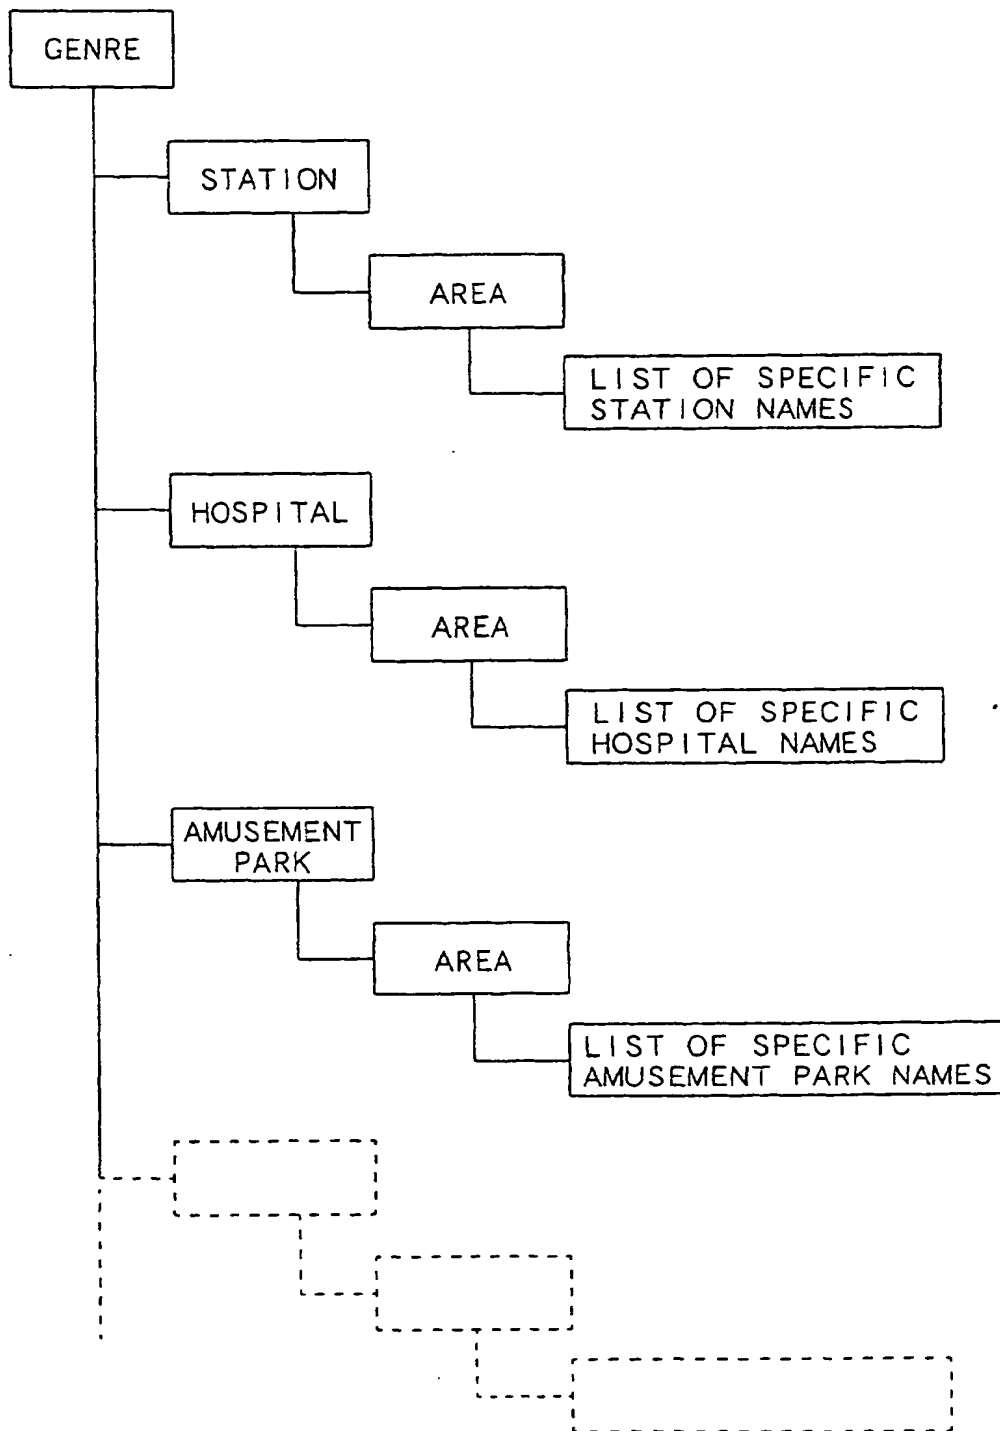 GENRE
STATION
AREA
LIST OF SPECIFIC
STATION NAMES
HOSPITAL
AREA
LIST OF SPECIFIC
HOSPITAL NAMES
AMUSEMENT
PARK
AREA
LIST OF SPECIFIC
AMUSEMENT PARK NAMES